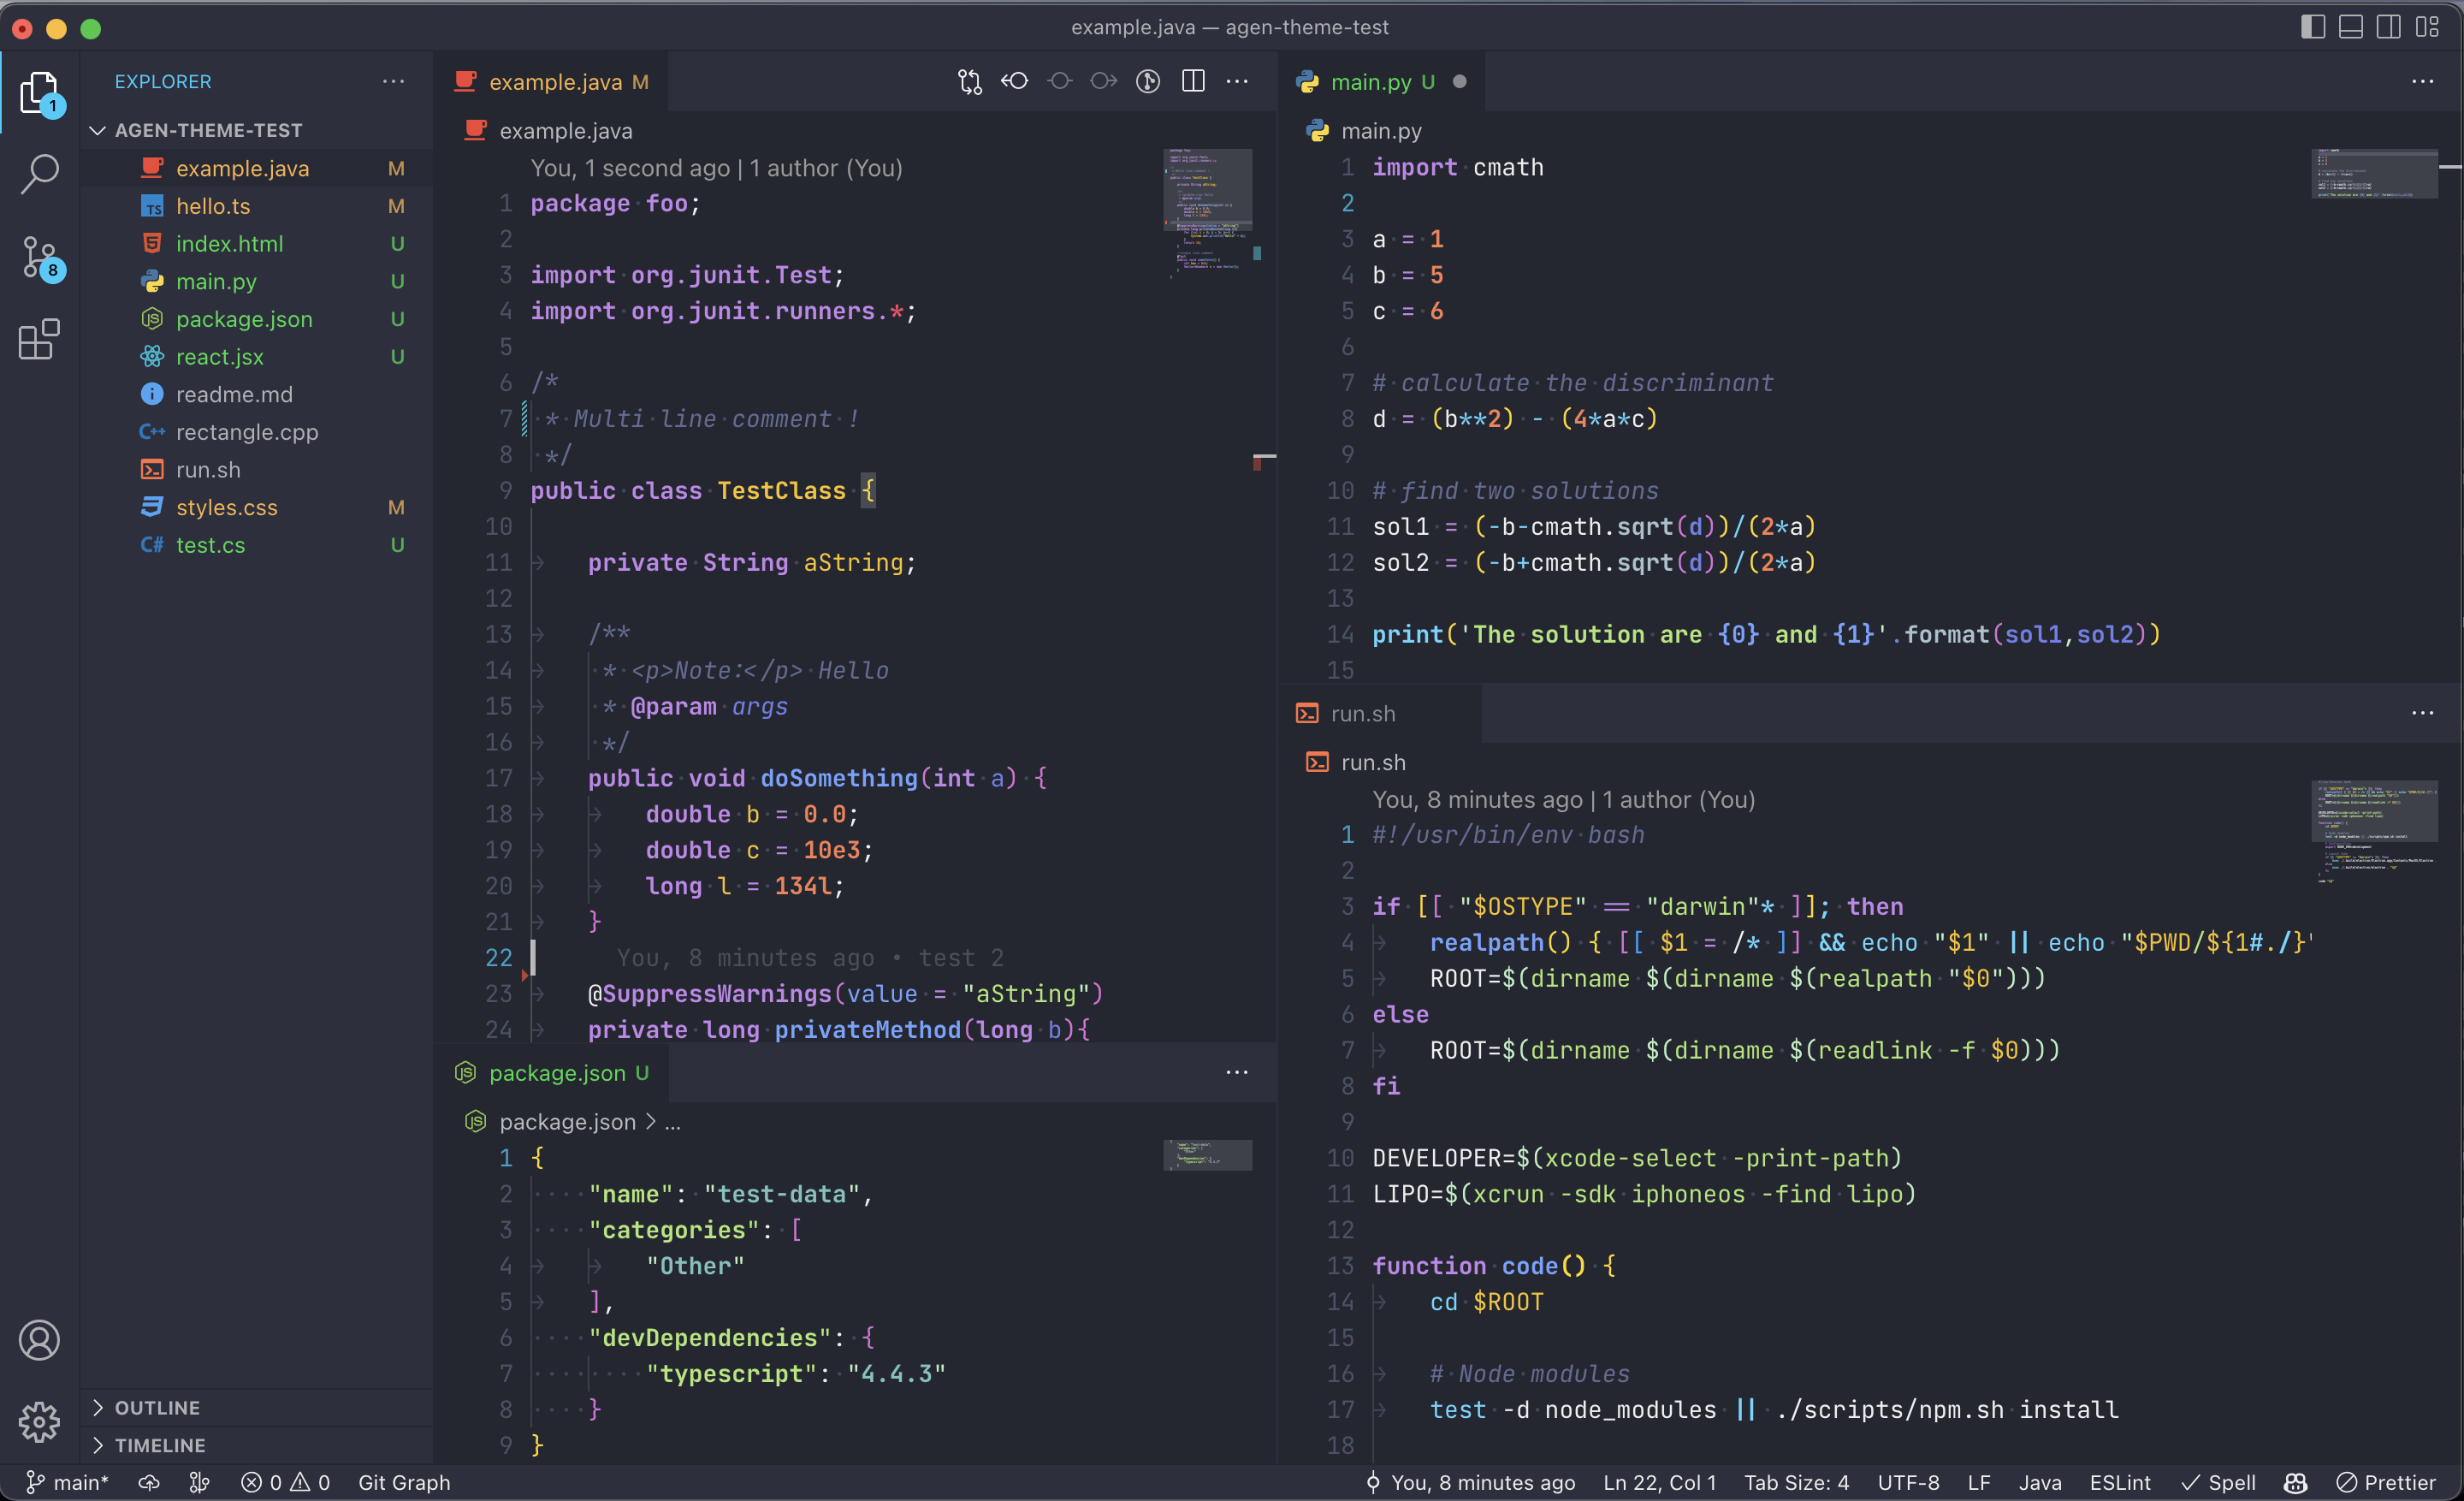 example.java — agen-theme-test
1
8
EXPLORER
AGEN-THEME-TEST
example.java M
TS hello.ts M
index.html U
main.py U
JS package.json U
react.jsx U
readme.md
C++ rectangle.cpp
run.sh
styles.css M
C# test.cs U
OUTLINE
TIMELINE
example.java M
example.java
You, 1 second ago | 1 author (You)
1 package foo;
2
3 import org.junit.Test;
4 import org.junit.runners.*;
5
6 /*
7 * Multi line comment !
8 */
9 public class TestClass {
10
11 private String aString;
12
13 /**
14 * <p>Note:</p> Hello
15 * @param args
16 */
17 public void doSomething(int a) {
18 double b = 0.0;
19 double c = 10e3;
20 long l = 134l;
21 }
22 You, 8 minutes ago • test 2
23 @SuppressWarnings(value = "aString")
24 private long privateMethod(long b){
JS package.json U
JS package.json > ...
1 {
2 "name": "test-data",
3 "categories": [
4 "Other"
5 ],
6 "devDependencies": {
7 "typescript": "4.4.3"
8 }
9 }
main.py U
main.py
1 import cmath
2
3 a = 1
4 b = 5
5 c = 6
6
7 # calculate the discriminant
8 d = (b**2) - (4*a*c)
9
10 # find two solutions
11 sol1 = (-b-cmath.sqrt(d))/(2*a)
12 sol2 = (-b+cmath.sqrt(d))/(2*a)
13
14 print('The solution are {0} and {1}'.format(sol1,sol2))
15
run.sh
run.sh
You, 8 minutes ago | 1 author (You)
1 #!/usr/bin/env bash
2
3 if [[ "$OSTYPE" == "darwin"* ]]; then
4 realpath() { [[ $1 = /* ]] && echo "$1" || echo "$PWD/${1#./}"
5 ROOT=$(dirname $(dirname $(realpath "$0")))
6 else
7 ROOT=$(dirname $(dirname $(readlink -f $0)))
8 fi
9
10 DEVELOPER=$(xcode-select -print-path)
11 LIPO=$(xcrun -sdk iphoneos -find lipo)
12
13 function code() {
14 cd $ROOT
15
16 # Node modules
17 test -d node_modules || ./scripts/npm.sh install
18
main* 0 0 Git Graph You, 8 minutes ago Ln 22, Col 1 Tab Size: 4 UTF-8 LF Java ESLint Spell Prettier